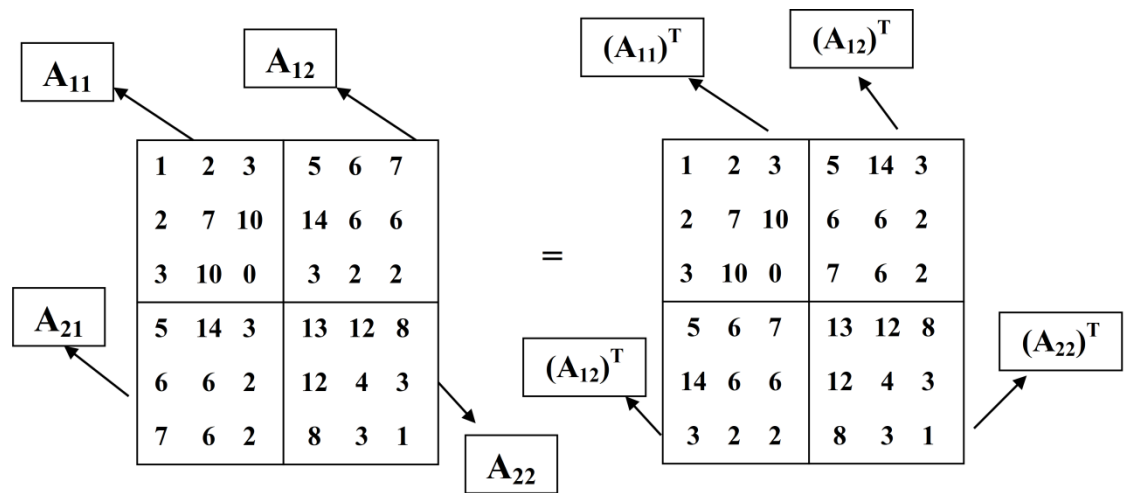 A₁₁
A₁₂
(A₁₁)ᵀ
(A₁₂)ᵀ
1 2 3 5 6 7
2 7 10 14 6 6
3 10 0 3 2 2
5 14 3 13 12 8
6 6 2 12 4 3
7 6 2 8 3 1
A₂₁
A₂₂
=
1 2 3 5 14 3
2 7 10 6 6 2
3 10 0 7 6 2
5 6 7 13 12 8
14 6 6 12 4 3
3 2 2 8 3 1
(A₁₂)ᵀ
(A₂₂)ᵀ